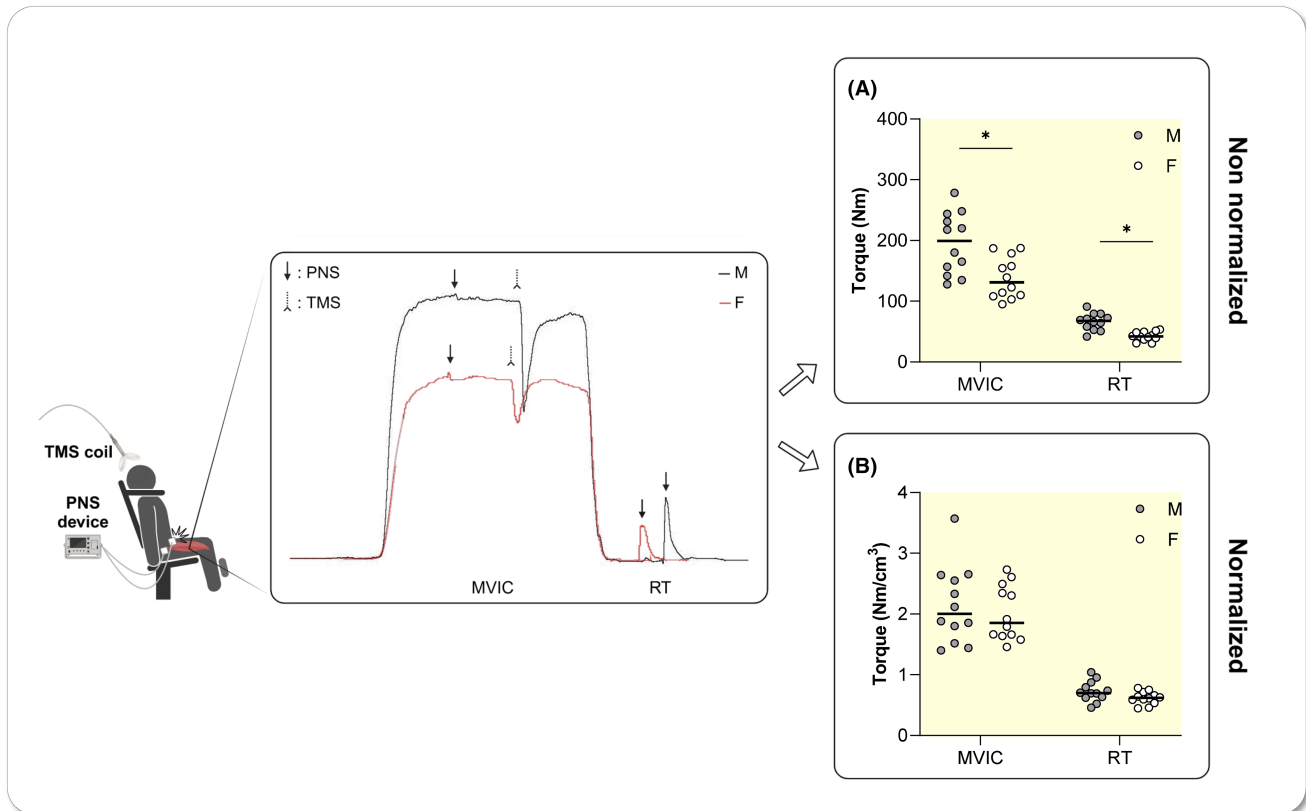 TMS coil
PNS
device
: PNS
: TMS
M
F
MVIC
RT
(A)
Torque (Nm)
400
300
200
100
0
*
*
M
F
MVIC
RT
Non normalized
(B)
Torque (Nm/cm³)
4
3
2
1
0
M
F
MVIC
RT
Normalized